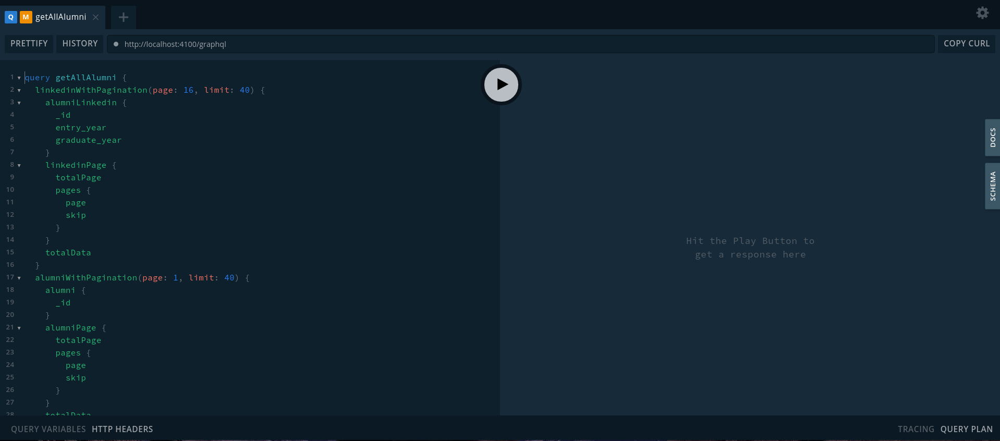 Q M getAllAlumni
PRETTIFY HISTORY http://localhost:4100/graphql COPY CURL
1 query getAllAlumni {
2 linkedinWithPagination(page: 16, limit: 40) {
3 alumniLinkedin {
4 _id
5 entry_year
6 graduate_year
7 }
8 linkedinPage {
9 totalPage
10 pages {
11 page
12 skip
13 }
14 }
15 totalData
16 }
17 alumniWithPagination(page: 1, limit: 40) {
18 alumni {
19 _id
20 }
21 alumniPage {
22 totalPage
23 pages {
24 page
25 skip
26 }
27 }
28 totalData
Hit the Play Button to
get a response here
DOCS
SCHEMA
QUERY VARIABLES HTTP HEADERS
TRACING QUERY PLAN